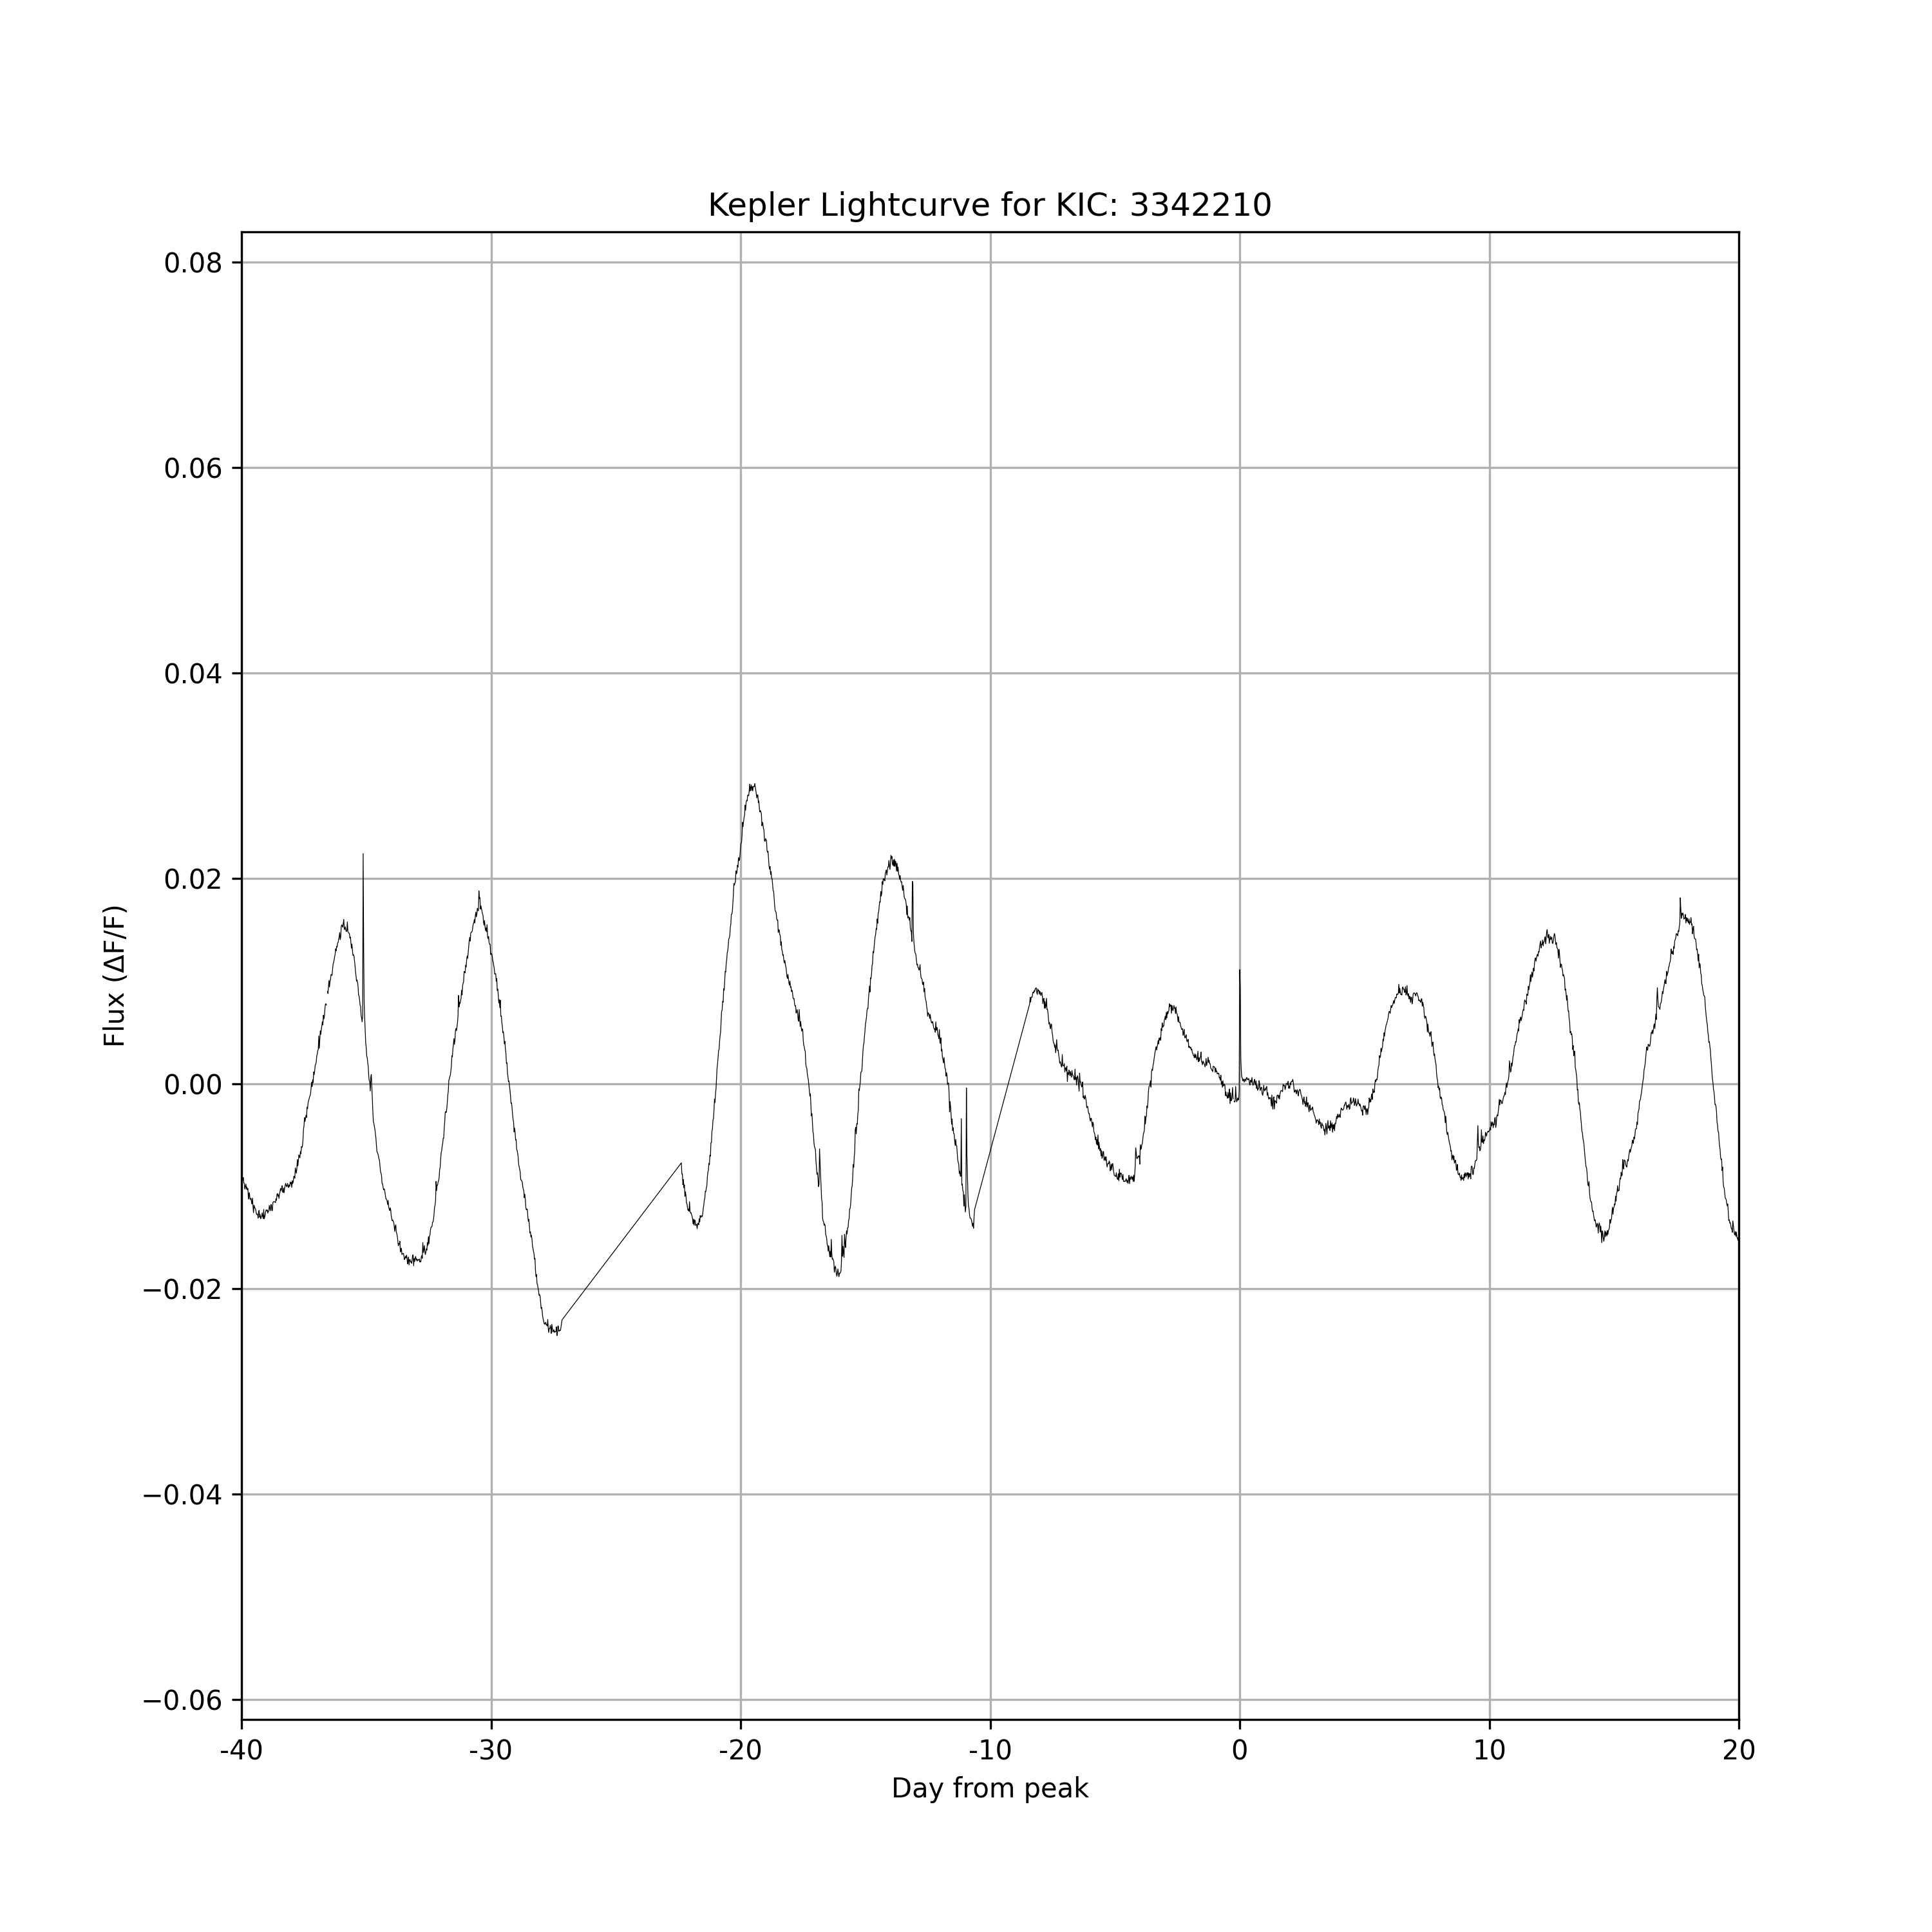 Kepler Lightcurve for KIC: 3342210
Flux (ΔF/F)
0.08
0.06
0.04
0.02
0.00
−0.02
−0.04
−0.06
-40 -30 -20 -10 0 10 20
Day from peak